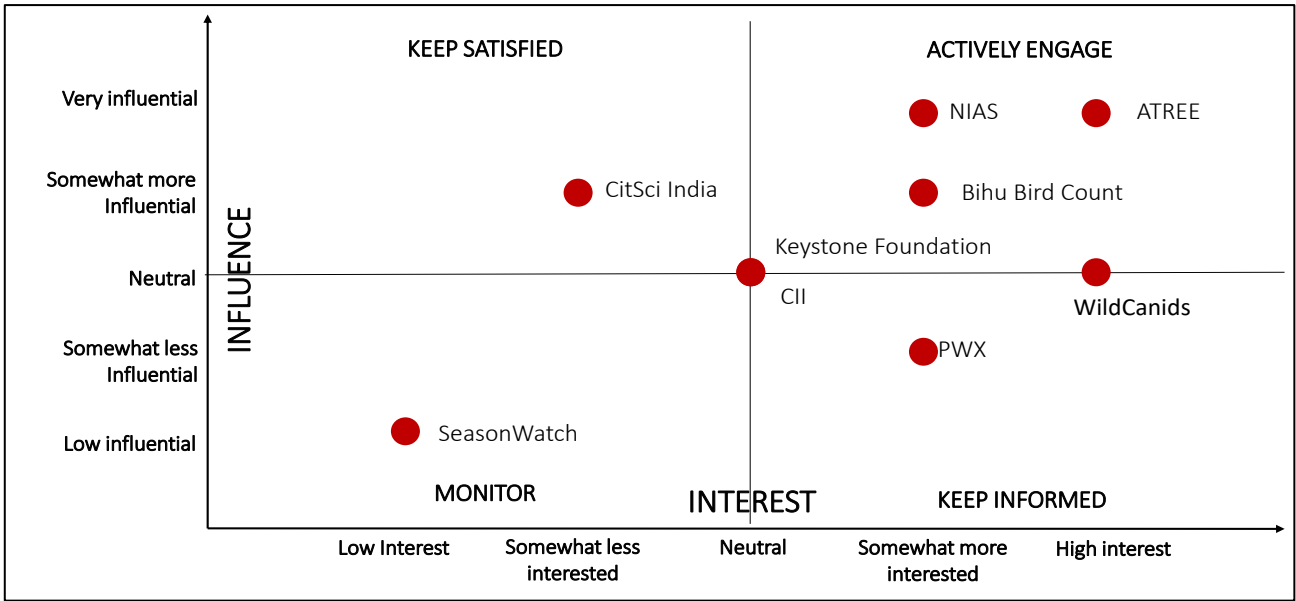 KEEP SATISFIED
ACTIVELY ENGAGE
Very influential
NIAS
ATREE
Somewhat more
Influential
CitSci India
Bihu Bird Count
INFLUENCE
Keystone Foundation
Neutral
CII
WildCanids
Somewhat less
Influential
PWX
Low influential
SeasonWatch
MONITOR
INTEREST
KEEP INFORMED
Low Interest
Somewhat less
interested
Neutral
Somewhat more
interested
High interest